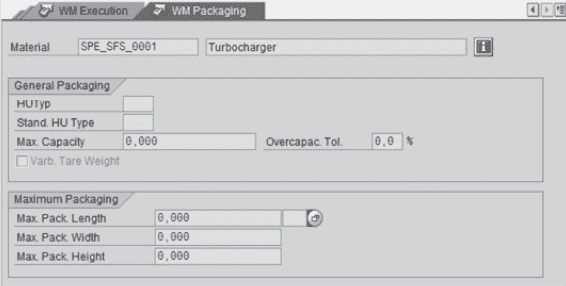 WM Execution WM Packaging
Material SPE_SFS_0001 Turbocharger
General Packaging
HUTyp
Stand. HU Type
Max. Capacity 0,000 Overcapac. Tol. 0,0 %
Varb. Tare Weight
Maximum Packaging
Max. Pack. Length 0,000
Max. Pack. Width 0,000
Max. Pack. Height 0,000